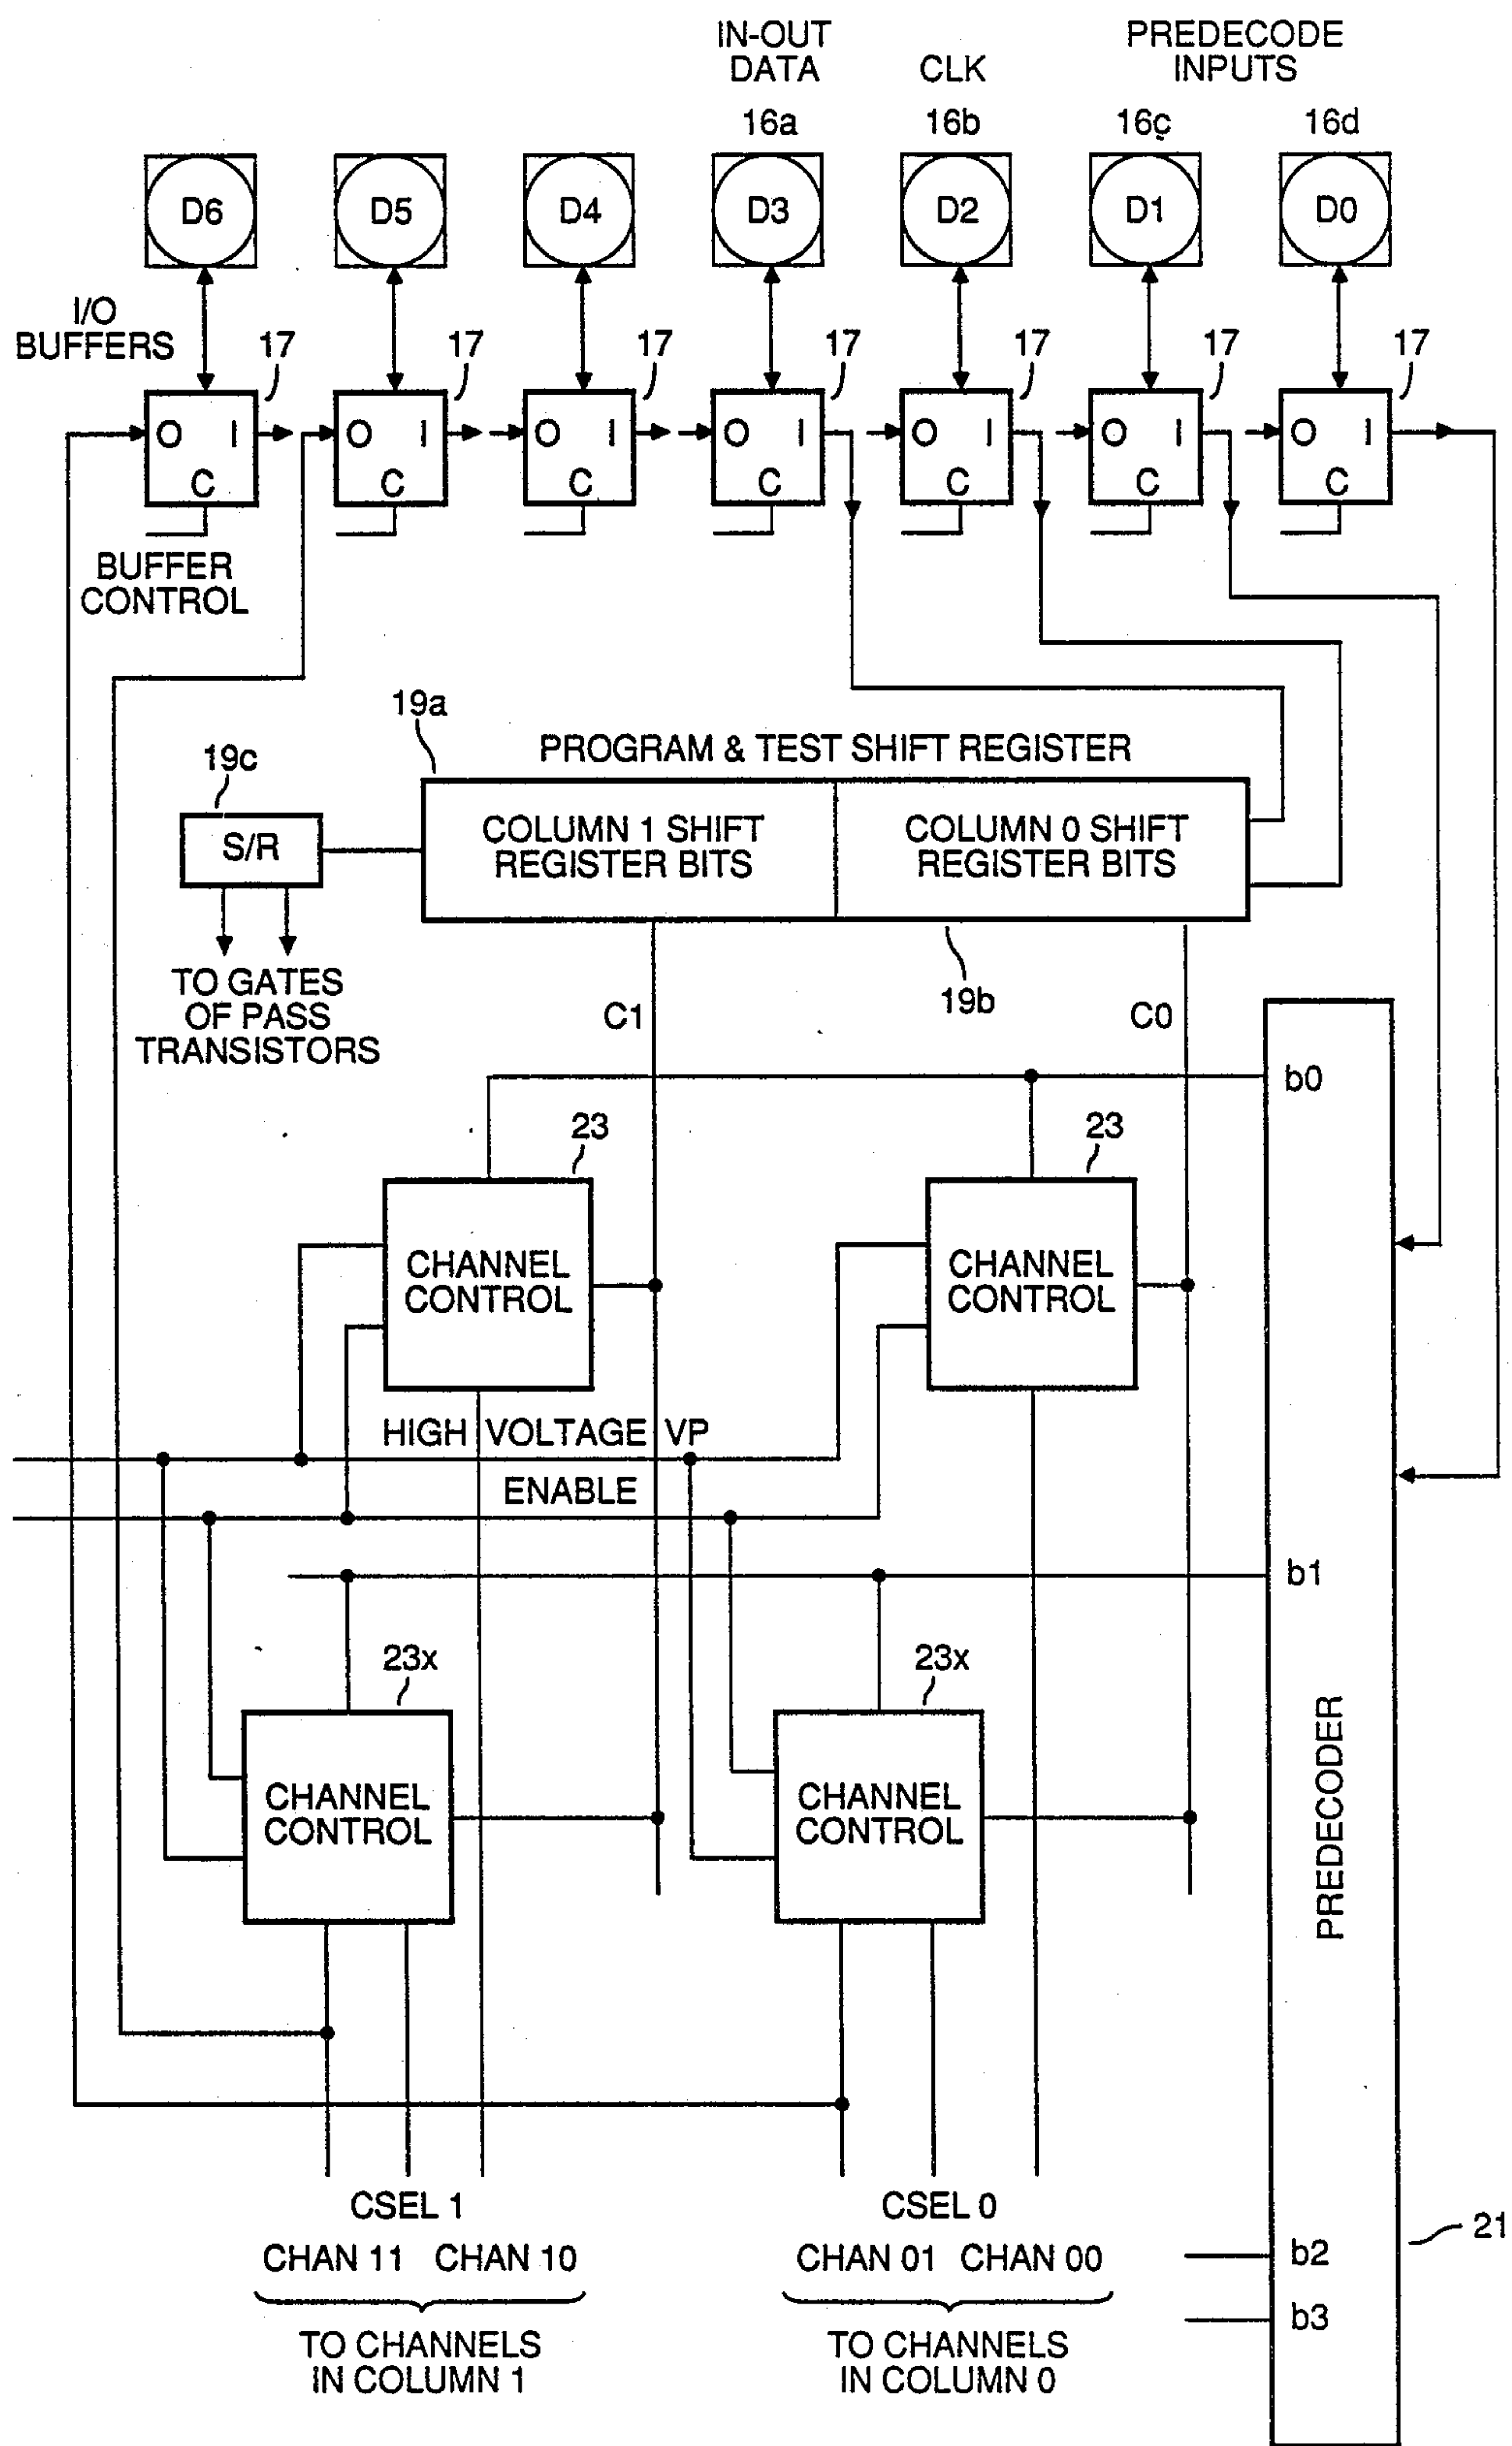 IN-OUT
DATA
CLK
PREDECODE
INPUTS
16a
16b
16c
16d
D6
D5
D4
D3
D2
D1
D0
I/O
BUFFERS
17
17
17
17
17
17
17
O I
O I
O I
O I
O I
O I
O I
C
C
C
C
C
C
C
BUFFER
CONTROL
19a
PROGRAM & TEST SHIFT REGISTER
19c
S/R
COLUMN 1 SHIFT
REGISTER BITS
COLUMN 0 SHIFT
REGISTER BITS
TO GATES
OF PASS
TRANSISTORS
19b
C1
C0
b0
23
23
CHANNEL
CONTROL
CHANNEL
CONTROL
HIGH VOLTAGE VP
ENABLE
b1
23x
23x
CHANNEL
CONTROL
CHANNEL
CONTROL
PREDECODER
CSEL 1
CSEL 0
21
CHAN 11 CHAN 10
CHAN 01 CHAN 00
b2
b3
TO CHANNELS
IN COLUMN 1
TO CHANNELS
IN COLUMN 0